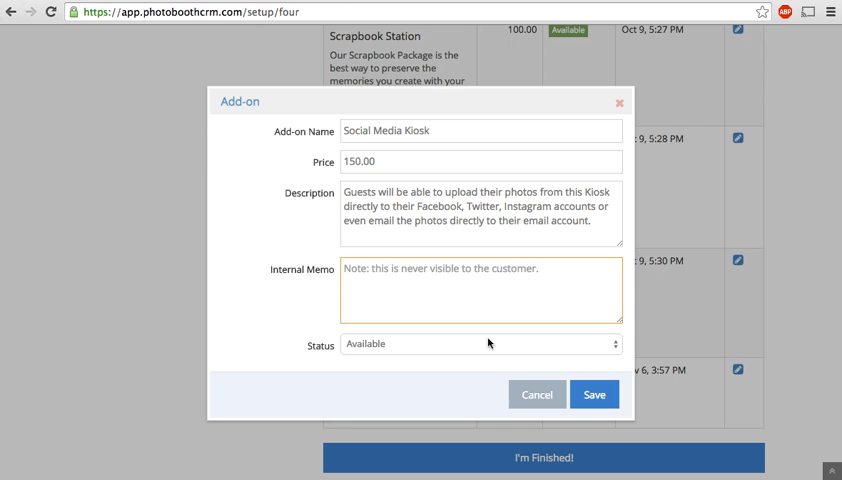 https://app.photoboothcrm.com/setup/four
ABP
Scrapbook Station
100.00
Available
Oct 9, 5:27 PM
Our Scrapbook Package is the
best way to preserve the
memories you create with your
Add-on
Add-on Name
Social Media Kiosk
: 9, 5:28 PM
Price
150.00
Description
Guests will be able to upload their photos from this Kiosk
directly to their Facebook, Twitter, Instagram accounts or
even email the photos directly to their email account.
Internal Memo
Note: this is never visible to the customer.
: 9, 5:30 PM
Status
Available
v 6, 3:57 PM
Cancel
Save
I'm Finished!